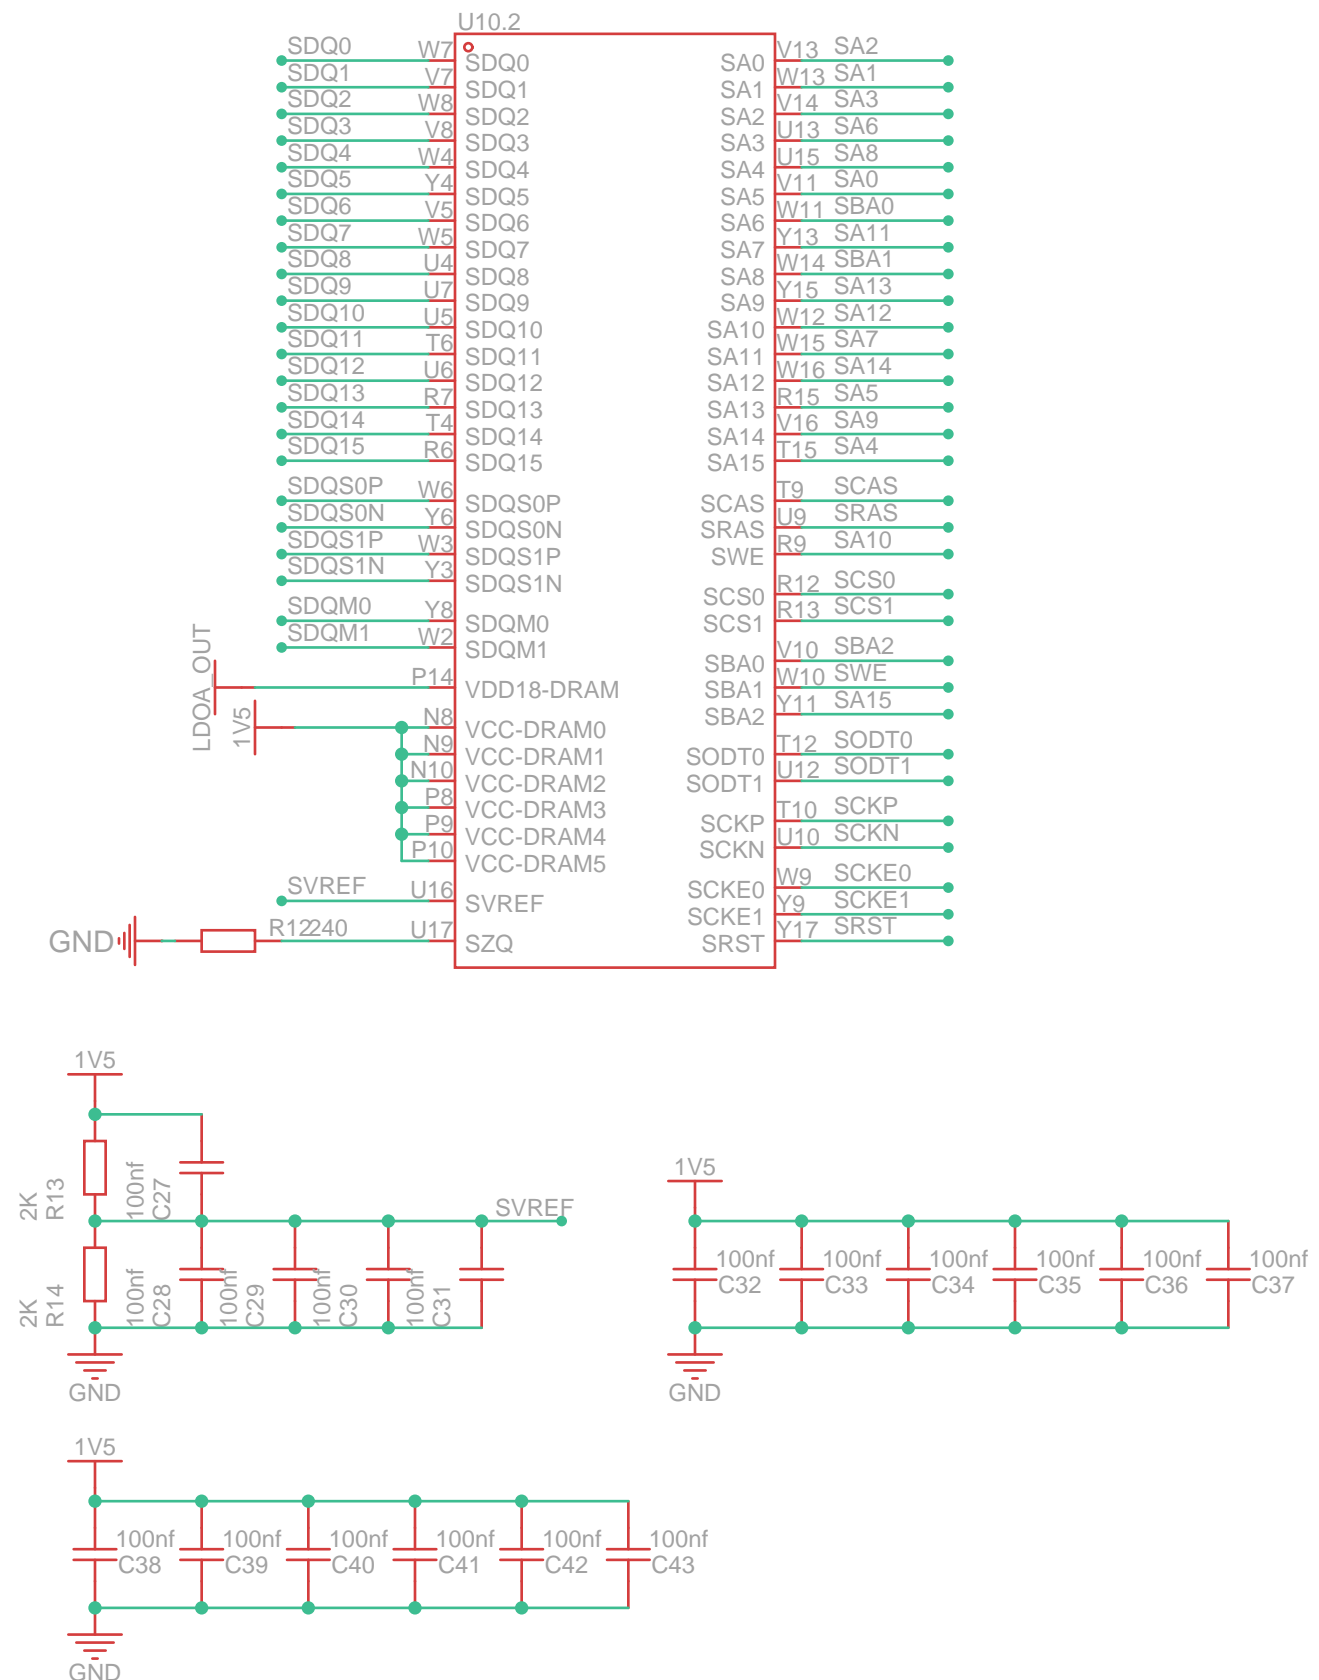 U10.2
SDQ0 W7 SDQ0 SA0 V13 SA2
SDQ1 V7 SDQ1 SA1 W13 SA1
SDQ2 W8 SDQ2 SA2 V14 SA3
SDQ3 V8 SDQ3 SA3 U13 SA6
SDQ4 W4 SDQ4 SA4 U15 SA8
SDQ5 Y4 SDQ5 SA5 V11 SA0
SDQ6 V5 SDQ6 SA6 W11 SBA0
SDQ7 W5 SDQ7 SA7 Y13 SA11
SDQ8 U4 SDQ8 SA8 W14 SBA1
SDQ9 U7 SDQ9 SA9 Y15 SA13
SDQ10 U5 SDQ10 SA10 W12 SA12
SDQ11 T6 SDQ11 SA11 W15 SA7
SDQ12 U6 SDQ12 SA12 W16 SA14
SDQ13 R7 SDQ13 SA13 R15 SA5
SDQ14 T4 SDQ14 SA14 V16 SA9
SDQ15 R6 SDQ15 SA15 T15 SA4
SDQS0P W6 SDQS0P SCAS T9 SCAS
SDQS0N Y6 SDQS0N SRAS U9 SRAS
SDQS1P W3 SDQS1P SWE R9 SA10
SDQS1N Y3 SDQS1N SCS0 R12 SCS0
SDQM0 Y8 SDQM0 SCS1 R13 SCS1
SDQM1 W2 SDQM1 SBA0 V10 SBA2
LDOA_OUT P14 VDD18-DRAM SBA1 W10 SWE
SBA2 Y11 SA15
1V5 N8 VCC-DRAM0
N9 VCC-DRAM1 SODT0 T12 SODT0
N10 VCC-DRAM2 SODT1 U12 SODT1
P8 VCC-DRAM3 SCKP T10 SCKP
P9 VCC-DRAM4 SCKN U10 SCKN
P10 VCC-DRAM5
SVREF U16 SVREF SCKE0 W9 SCKE0
SCKE1 Y9 SCKE1
GND R12 240 U17 SZQ SRST Y17 SRST
1V5
2K R13 100nf C27
SVREF
2K R14 100nf C28 100nf C29 100nf C30 100nf C31
GND
1V5
100nf 100nf 100nf 100nf 100nf 100nf
C32 C33 C34 C35 C36 C37
GND
1V5
100nf 100nf 100nf 100nf 100nf 100nf
C38 C39 C40 C41 C42 C43
GND